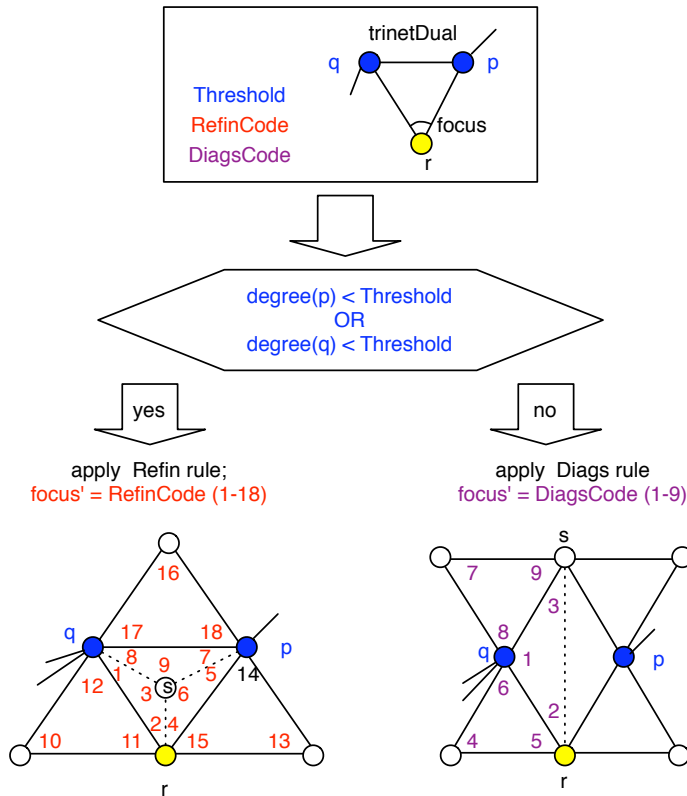 trinetDual
q
p
Threshold
RefinCode
focus
DiagsCode
r
degree(p) < Threshold
OR
degree(q) < Threshold
yes
no
apply Refin rule;
focus' = RefinCode (1-18)
apply Diags rule
focus' = DiagsCode (1-9)
16
q
17
18
p
8
9
7
12
1
3
s
6
5
14
2
4
10
11
15
13
r
s
7
9
3
8
q
1
p
6
2
4
5
r